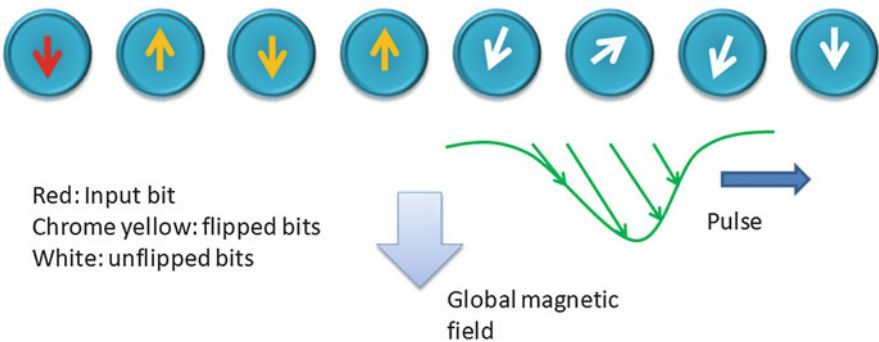 Red: Input bit
Chrome yellow: flipped bits
White: unflipped bits
Pulse
Global magnetic
field